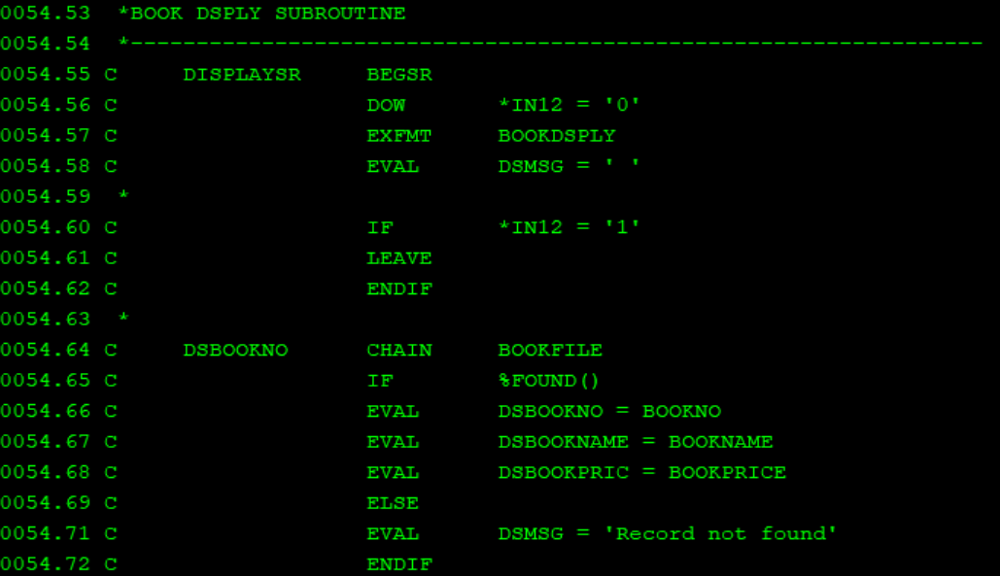 0054.53  *BOOK DSPLY SUBROUTINE
0054.54  *-----------------------------------------------------------------
0054.55 C     DISPLAYSR     BEGSR
0054.56 C                   DOW       *IN12 = '0'
0054.57 C                   EXFMT     BOOKDSPLY
0054.58 C                   EVAL      DSMSG = ' '
0054.59  *
0054.60 C                   IF        *IN12 = '1'
0054.61 C                   LEAVE
0054.62 C                   ENDIF
0054.63  *
0054.64 C     DSBOOKNO      CHAIN     BOOKFILE
0054.65 C                   IF        %FOUND()
0054.66 C                   EVAL      DSBOOKNO = BOOKNO
0054.67 C                   EVAL      DSBOOKNAME = BOOKNAME
0054.68 C                   EVAL      DSBOOKPRIC = BOOKPRICE
0054.69 C                   ELSE
0054.71 C                   EVAL      DSMSG = 'Record not found'
0054.72 C                   ENDIF